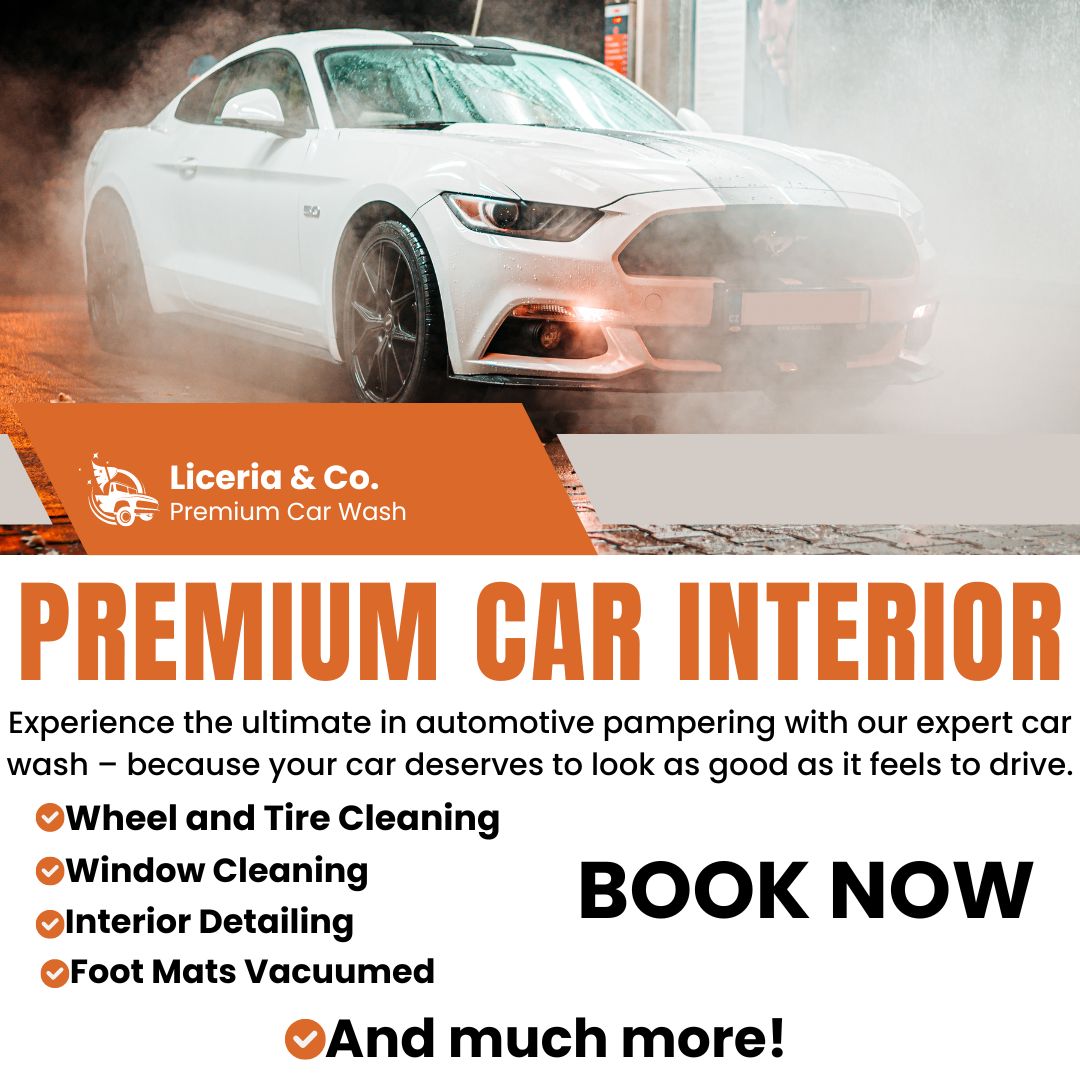 5.0
Liceria & Co.
Premium Car Wash
PREMIUM CAR INTERIOR
Experience the ultimate in automotive pampering with our expert car
wash – because your car deserves to look as good as it feels to drive.
Wheel and Tire Cleaning
Window Cleaning
Interior Detailing
Foot Mats Vacuumed
BOOK NOW
And much more!